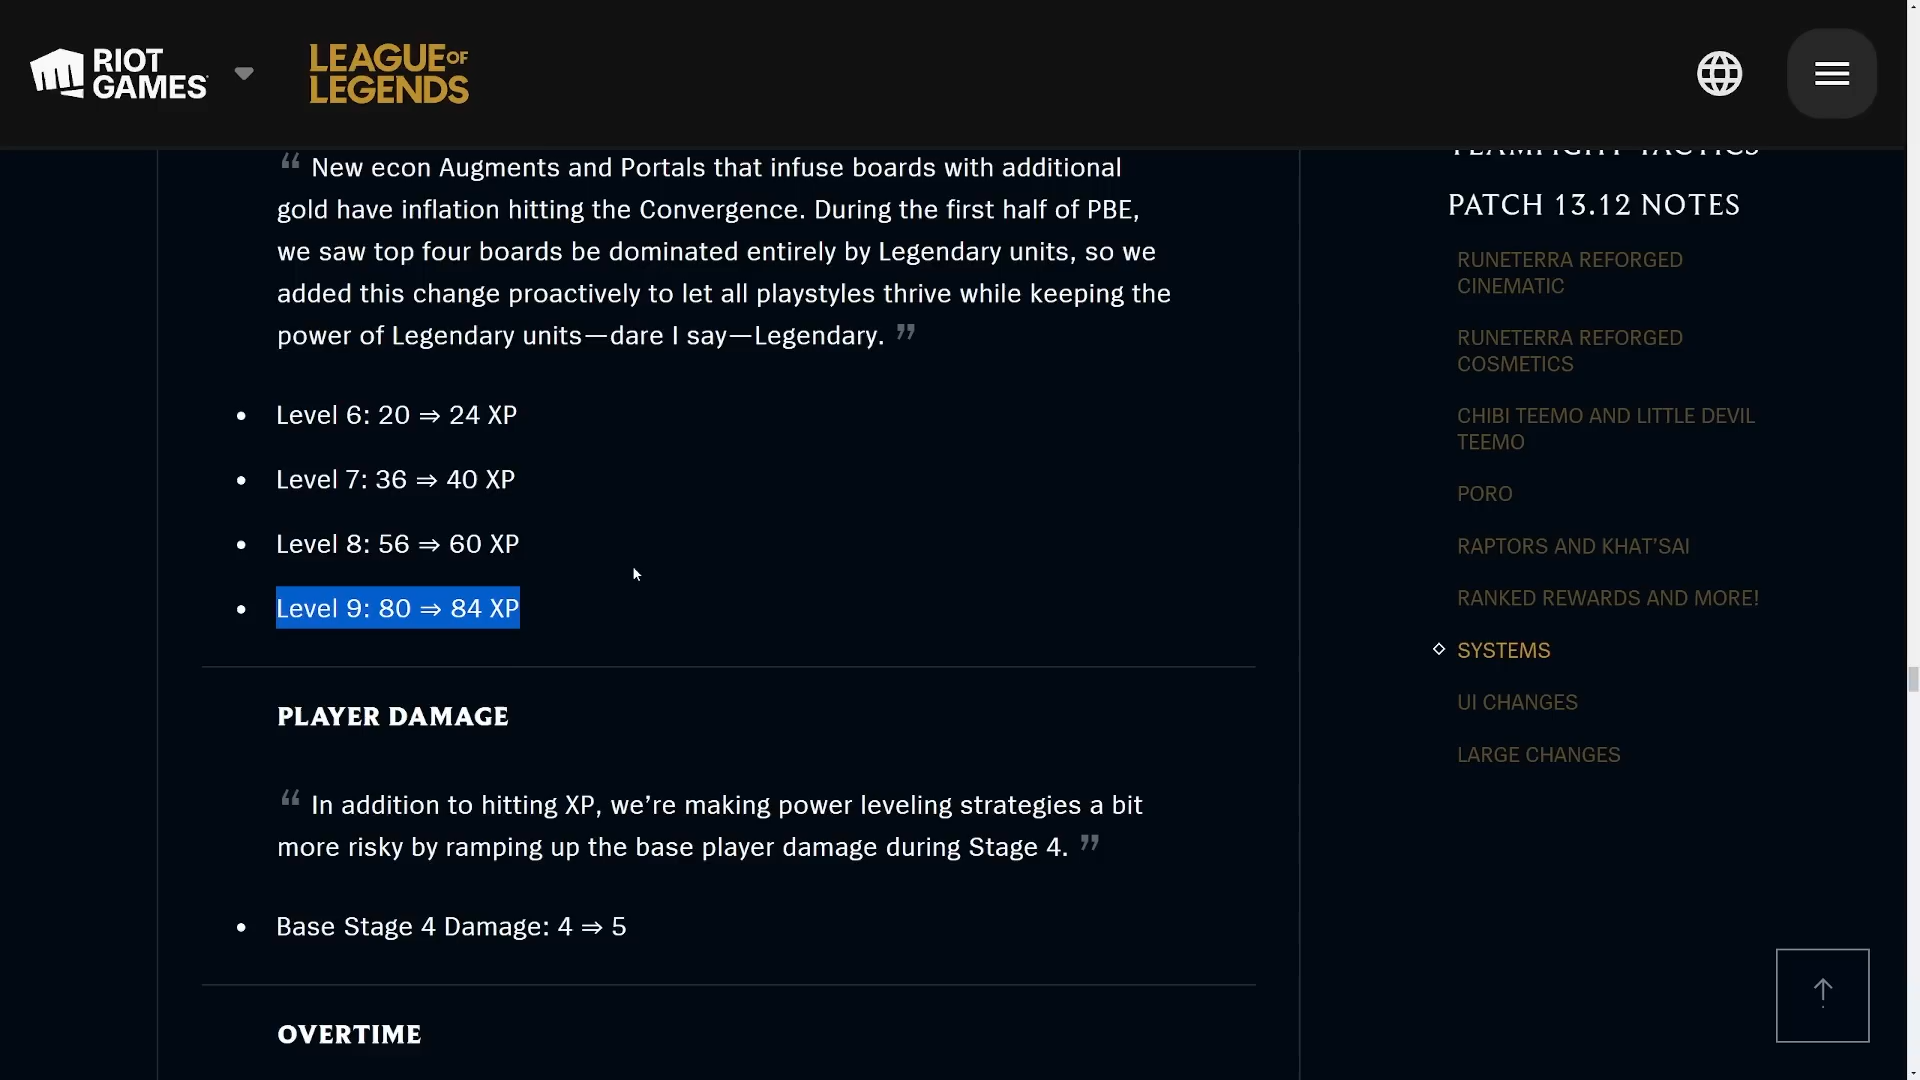 RIOT
GAMES
LEAGUE OF
LEGENDS
“ New econ Augments and Portals that infuse boards with additional
gold have inflation hitting the Convergence. During the first half of PBE,
we saw top four boards be dominated entirely by Legendary units, so we
added this change proactively to let all playstyles thrive while keeping the
power of Legendary units—dare I say—Legendary. ”
• Level 6: 20 ⇒ 24 XP
• Level 7: 36 ⇒ 40 XP
• Level 8: 56 ⇒ 60 XP
• Level 9: 80 ⇒ 84 XP
PLAYER DAMAGE
“ In addition to hitting XP, we’re making power leveling strategies a bit
more risky by ramping up the base player damage during Stage 4. ”
• Base Stage 4 Damage: 4 ⇒ 5
OVERTIME
TEAMFIGHT TACTICS
PATCH 13.12 NOTES
RUNETERRA REFORGED
CINEMATIC
RUNETERRA REFORGED
COSMETICS
CHIBI TEEMO AND LITTLE DEVIL
TEEMO
PORO
RAPTORS AND KHAT’SAI
RANKED REWARDS AND MORE!
SYSTEMS
UI CHANGES
LARGE CHANGES